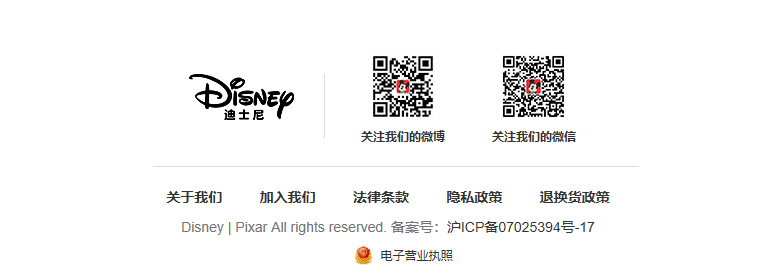 Disney
迪士尼
关注我们的微博
关注我们的微信
关于我们 加入我们 法律条款 隐私政策 退换货政策
Disney | Pixar All rights reserved. 备案号：沪ICP备07025394号-17
电子营业执照